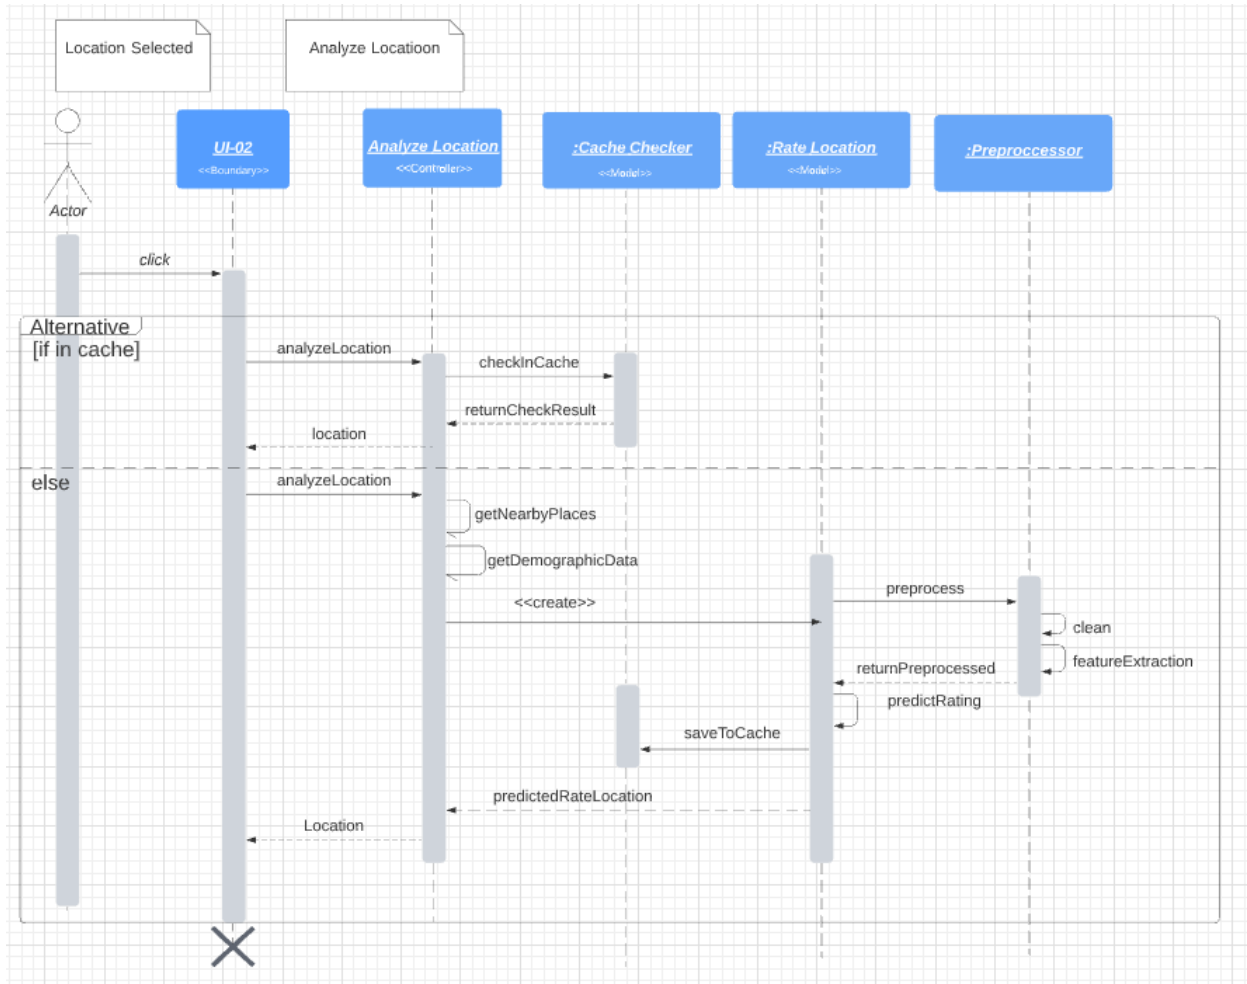 Location Selected
Analyze Locatioon
UI-02
<<Boundary>>
Analyze Location
<<Controller>>
:Cache Checker
<<Model>>
:Rate Location
<<Model>>
:Preproccessor
Actor
click
Alternative
[if in cache]
analyzeLocation
checkInCache
returnCheckResult
location
else
analyzeLocation
getNearbyPlaces
getDemographicData
<<create>>
preprocess
clean
featureExtraction
returnPreprocessed
predictRating
saveToCache
predictedRateLocation
Location